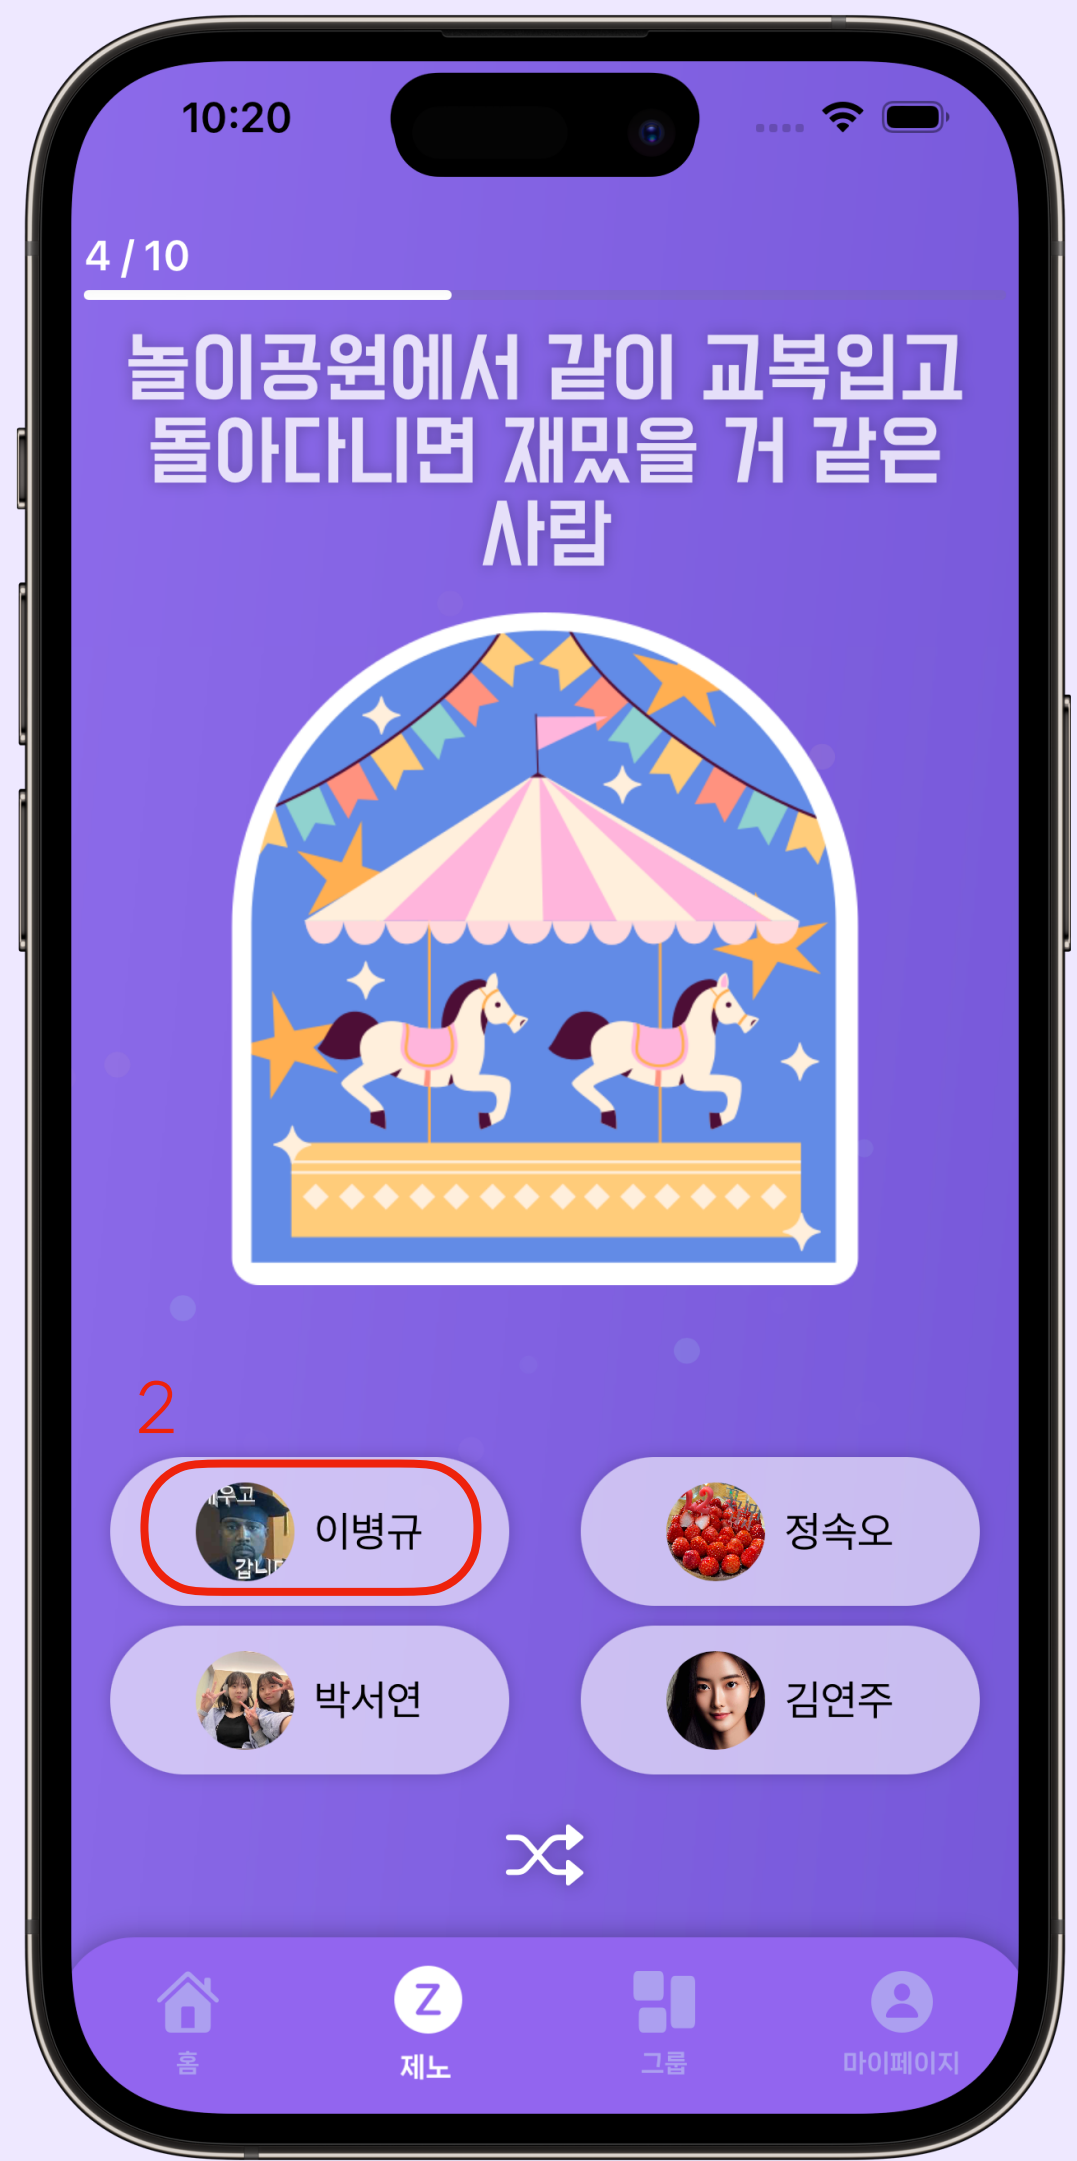 10:20
4 / 10
놀이공원에서 같이 교복입고
돌아다니면 재밌을 거 같은
사람
2
이병규
정속오
박서연
김연주
Z
홈
제노
그룹
마이페이지